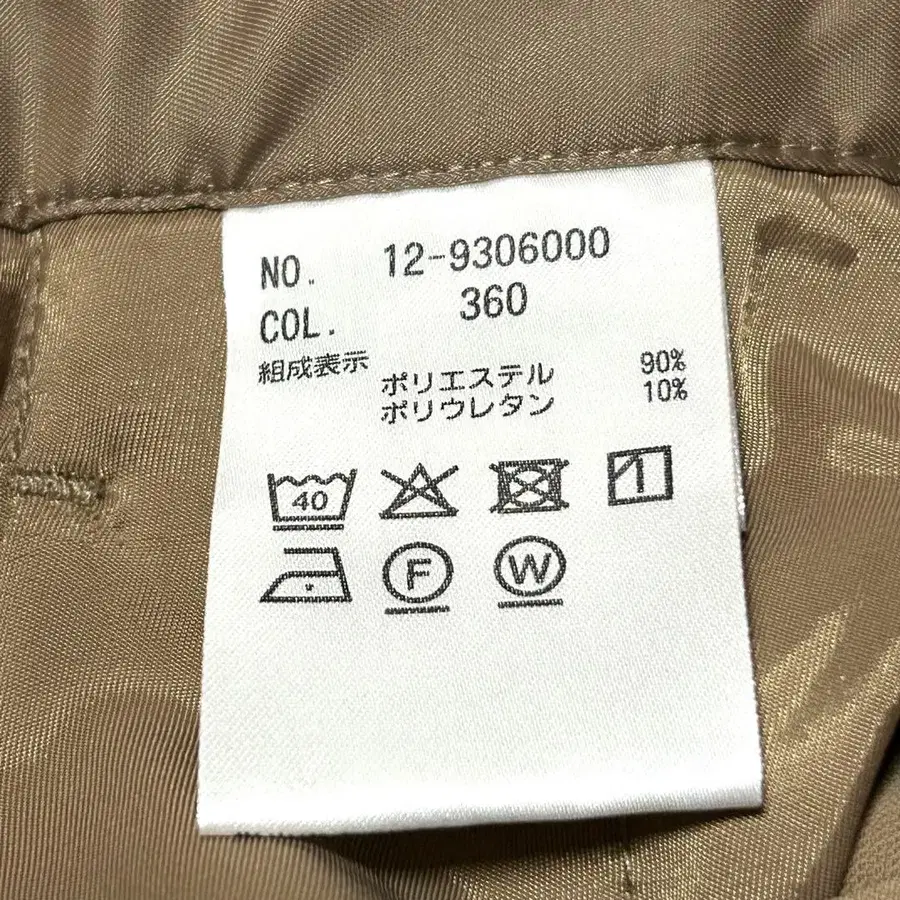 NO. 12-9306000
COL. 360
組成表示
ポリエステル 90%
ポリウレタン 10%
40
F W